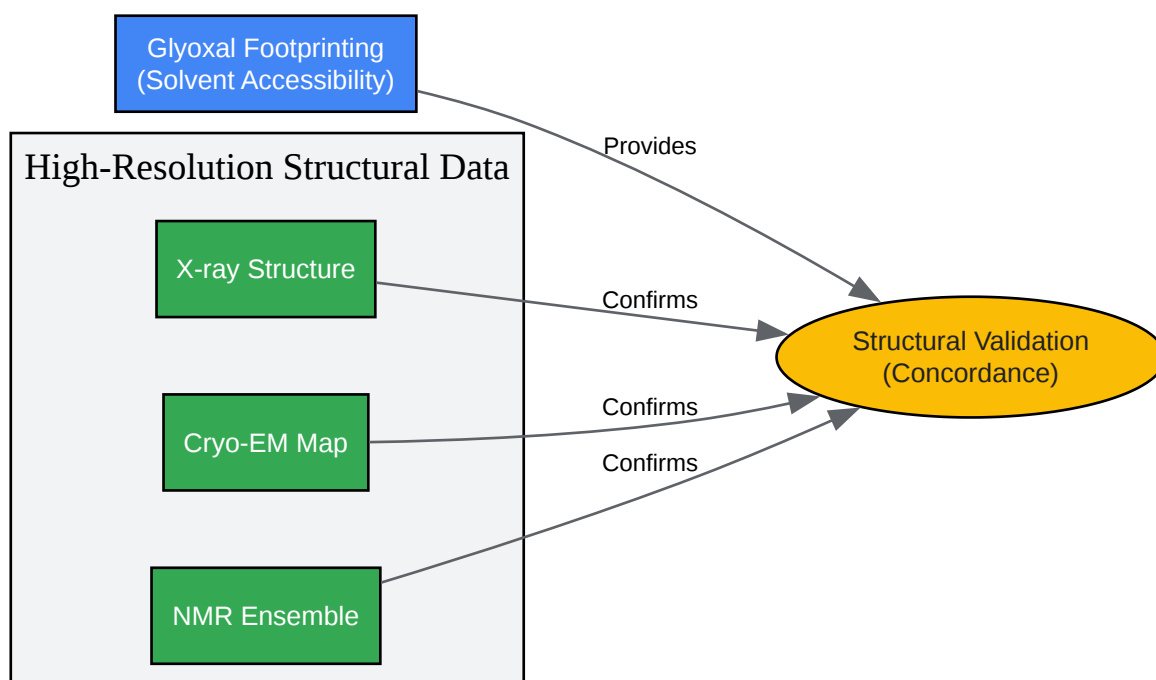 Glyoxal Footprinting
(Solvent Accessibility)
Provides
High-Resolution Structural Data
X-ray Structure
Confirms
Structural Validation
(Concordance)
Cryo-EM Map
Confirms
Confirms
NMR Ensemble